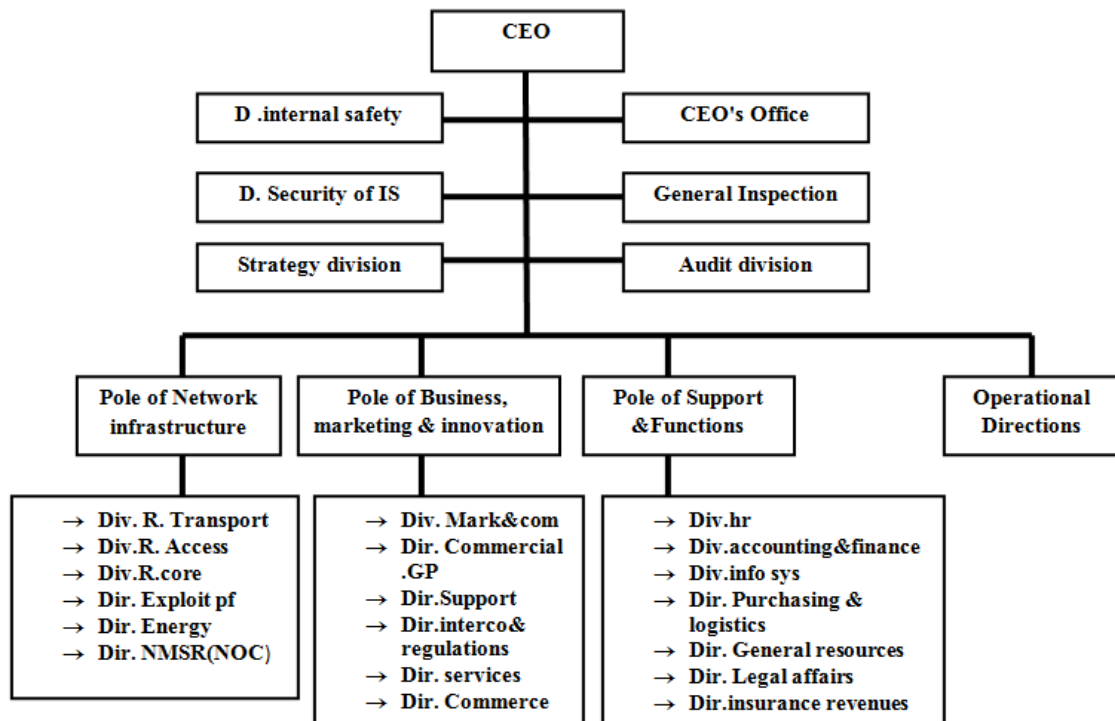 CEO
D .internal safety
CEO's Office
D. Security of IS
General Inspection
Strategy division
Audit division
Pole of Network
infrastructure
Pole of Business,
marketing & innovation
Pole of Support
&Functions
Operational
Directions
→ Div. R. Transport
→ Div.R. Access
→ Div.R.core
→ Dir. Exploit pf
→ Dir. Energy
→ Dir. NMSR(NOC)
→ Div. Mark&com
→ Dir. Commercial
.GP
→ Dir.Support
→ Dir.interco&
regulations
→ Dir. services
→ Dir. Commerce
→ Div.hr
→ Div.accounting&finance
→ Div.info sys
→ Dir. Purchasing &
logistics
→ Dir. General resources
→ Dir. Legal affairs
→ Dir.insurance revenues